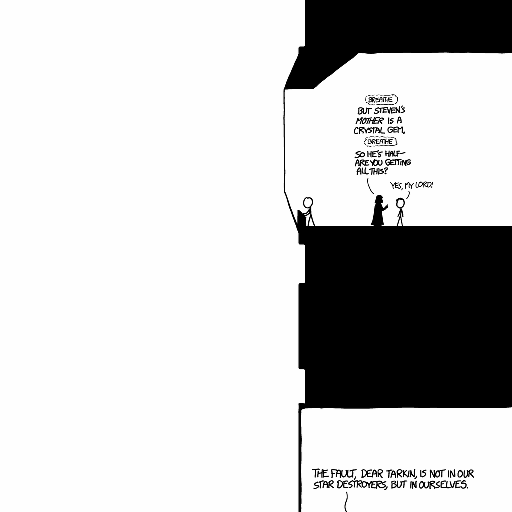 BREATHE
BUT STEVEN'S
MOTHER IS A
CRYSTAL GEM,
BREATHE
SO HE'S HALF—
ARE YOU GETTING
ALL THIS?
YES, MY LORD!
THE FAULT, DEAR TARKIN, IS NOT IN OUR
STAR DESTROYERS, BUT IN OURSELVES.